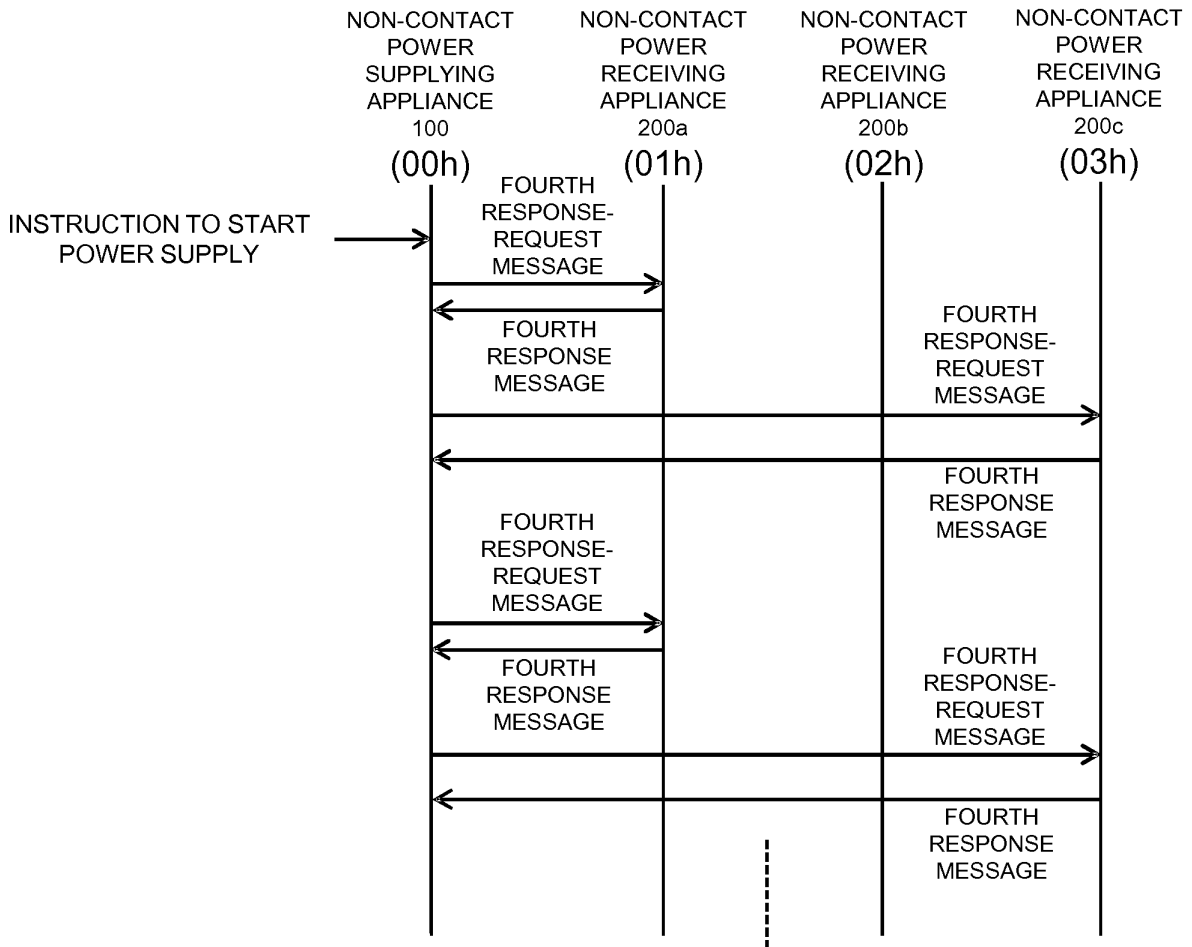 NON-CONTACT
POWER
SUPPLYING
APPLIANCE
100
(00h)
NON-CONTACT
POWER
RECEIVING
APPLIANCE
200a
(01h)
NON-CONTACT
POWER
RECEIVING
APPLIANCE
200b
(02h)
NON-CONTACT
POWER
RECEIVING
APPLIANCE
200c
(03h)
INSTRUCTION TO START
POWER SUPPLY
FOURTH
RESPONSE-
REQUEST
MESSAGE
FOURTH
RESPONSE
MESSAGE
FOURTH
RESPONSE-
REQUEST
MESSAGE
FOURTH
RESPONSE
MESSAGE
FOURTH
RESPONSE-
REQUEST
MESSAGE
FOURTH
RESPONSE
MESSAGE
FOURTH
RESPONSE-
REQUEST
MESSAGE
FOURTH
RESPONSE
MESSAGE